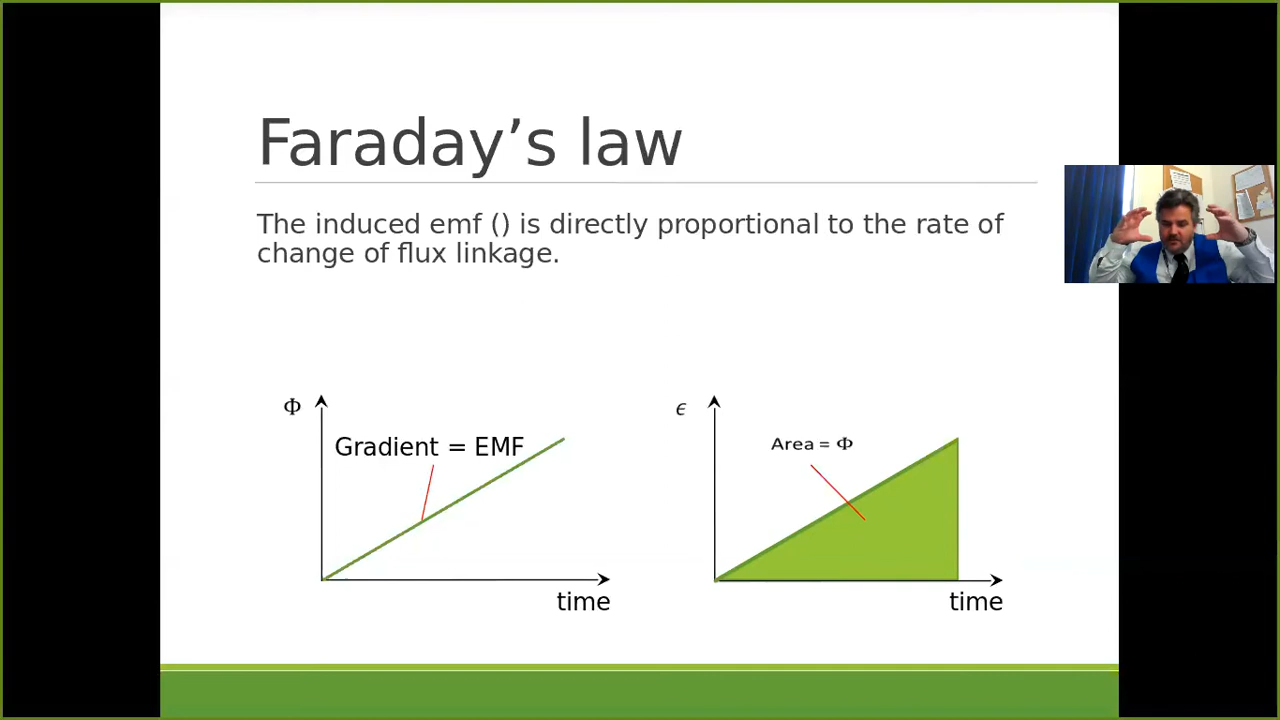 Faraday’s law
The induced emf () is directly proportional to the rate of
change of flux linkage.
Φ
Gradient = EMF
time
ϵ
Area = Φ
time